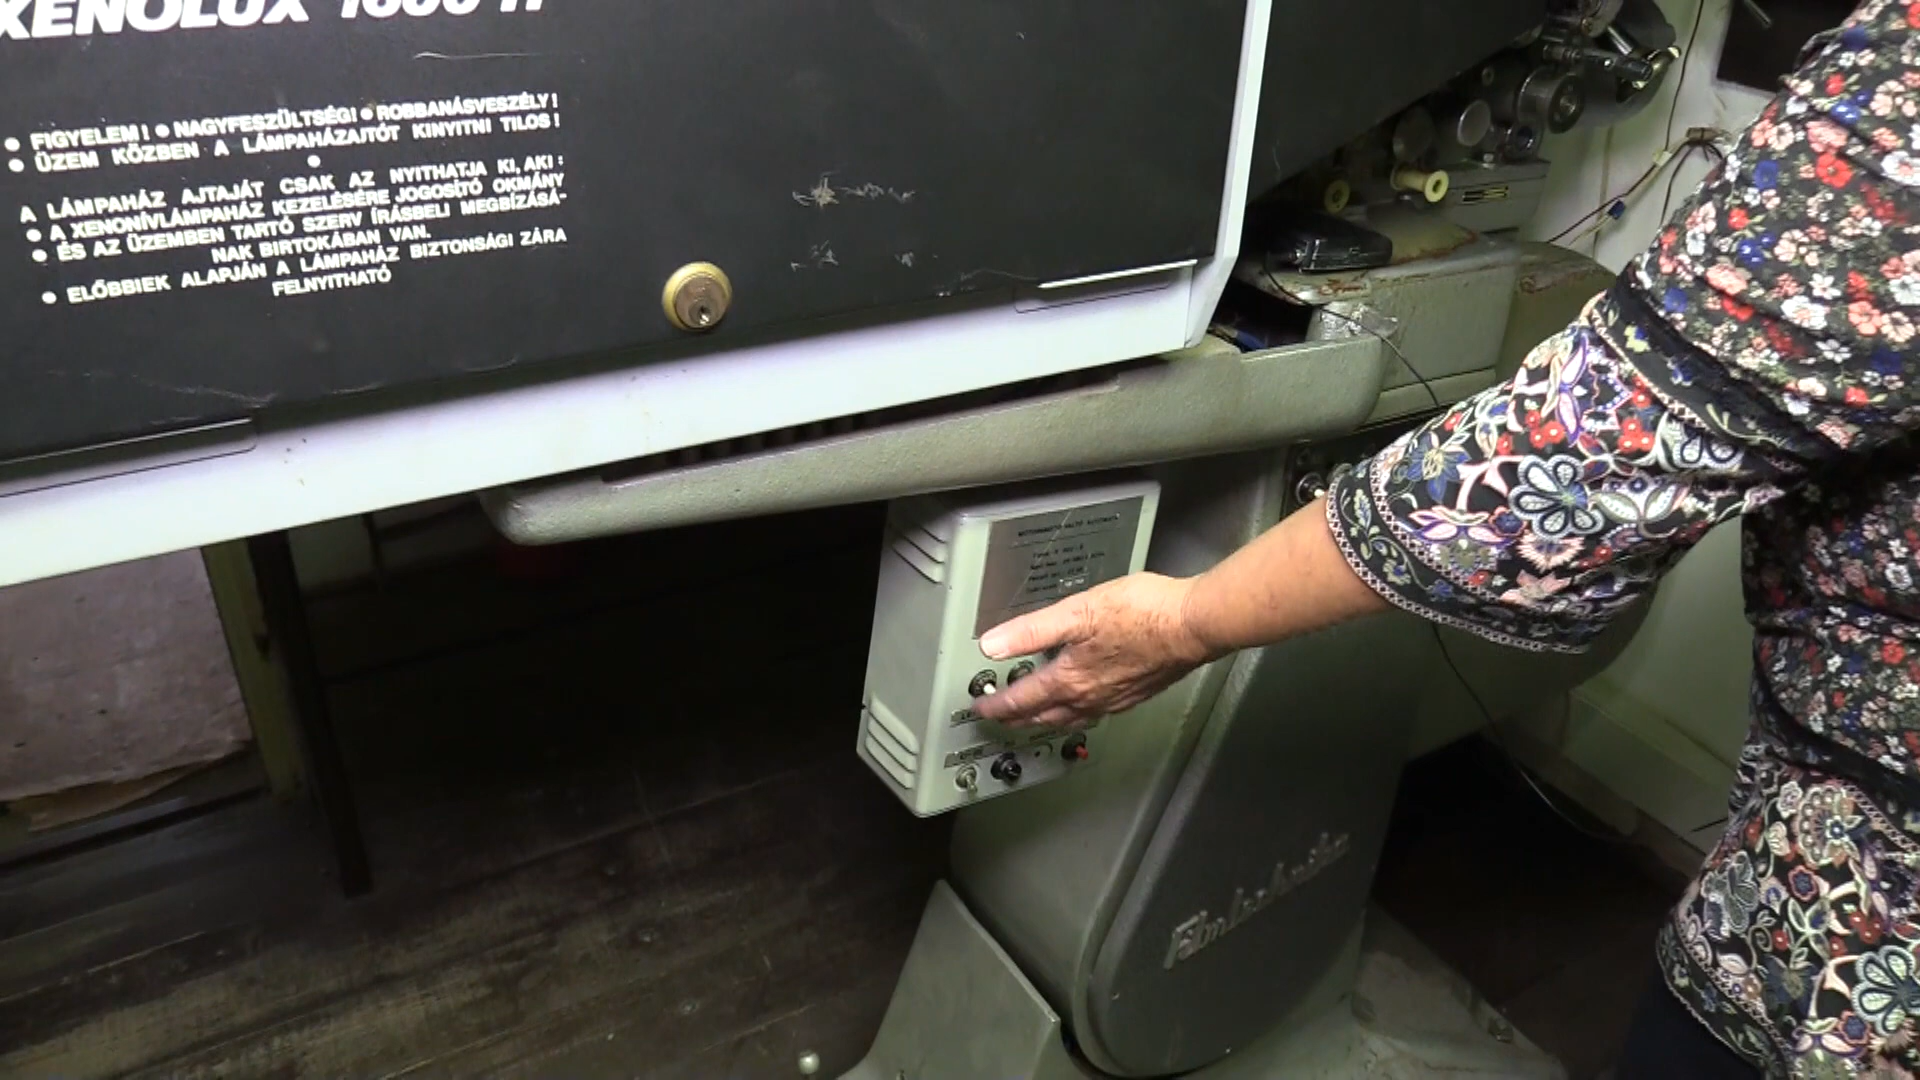 XENOLUX 1600 H
● FIGYELEM! ● NAGYFESZÜLTSÉG! ● ROBBANÁSVESZÉLY!
● ÜZEM KÖZBEN A LÁMPAHÁZAJTÓT KINYITNI TILOS!
●
A LÁMPAHÁZ AJTAJÁT CSAK AZ NYITHATJA KI, AKI:
● A XENONÍVLÁMPAHÁZ KEZELÉSÉRE JOGOSÍTÓ OKMÁNY
● ÉS AZ ÜZEMBEN TARTÓ SZERV ÍRÁSBELI MEGBÍZÁSÁ-
NAK BIRTOKÁBAN VAN.
● ELŐBBIEK ALAPJÁN A LÁMPAHÁZ BIZTONSÁGI ZÁRA
FELNYITHATÓ